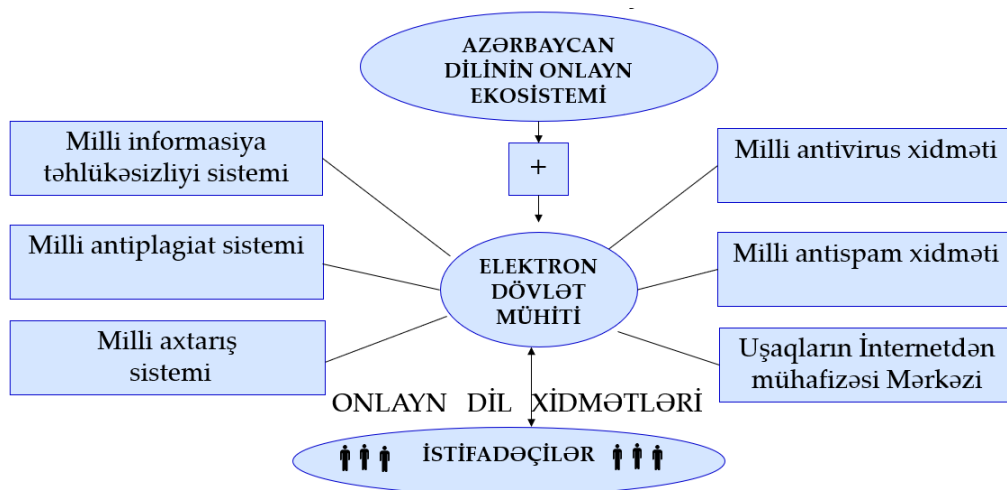 AZƏRBAYCAN
DİLİNİN ONLAYN
EKOSİSTEMİ
+
Milli informasiya
təhlükəsizliyi sistemi
Milli antiplagiat sistemi
Milli axtarış
sistemi
ELEKTRON
DÖVLƏT
MÜHİTİ
Milli antivirus xidməti
Milli antispam xidməti
Uşaqların İnternetdən
mühafizəsi Mərkəzi
ONLAYN DİL XİDMƏTLƏRİ
İSTİFADƏÇİLƏR